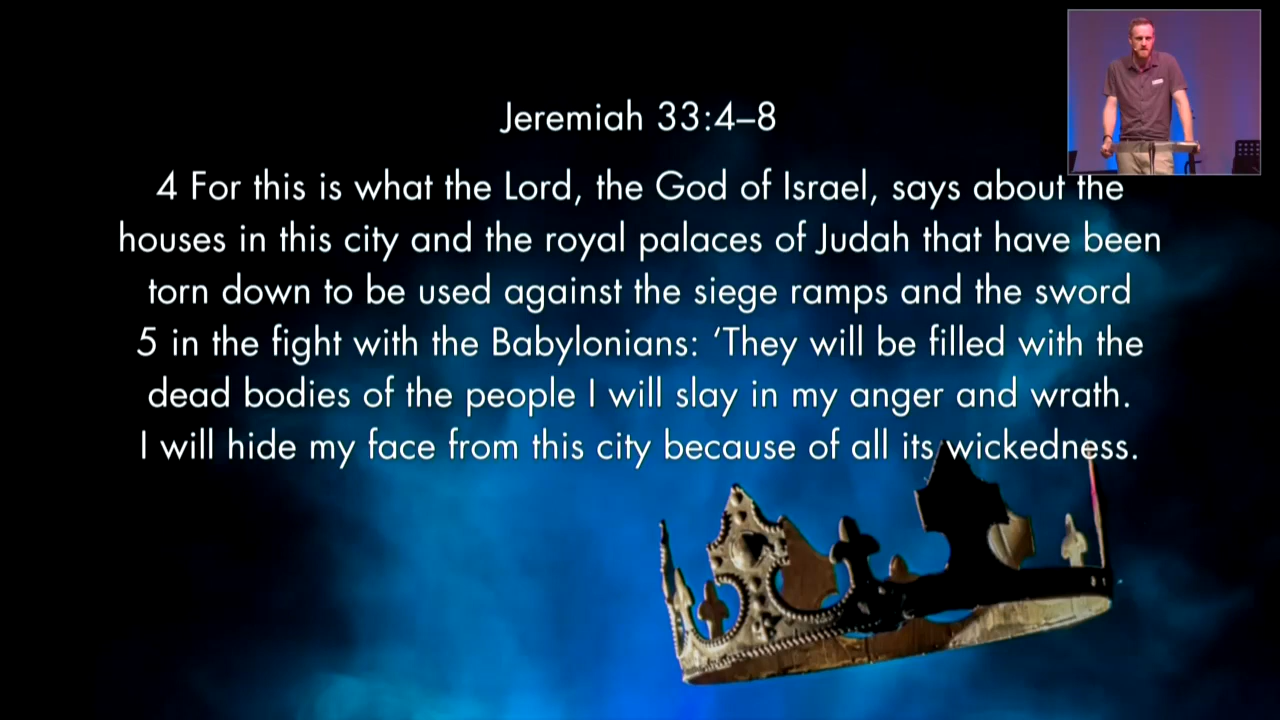 Jeremiah 33:4–8
4 For this is what the Lord, the God of Israel, says about the
houses in this city and the royal palaces of Judah that have been
torn down to be used against the siege ramps and the sword
5 in the fight with the Babylonians: ‘They will be filled with the
dead bodies of the people I will slay in my anger and wrath.
I will hide my face from this city because of all its wickedness.